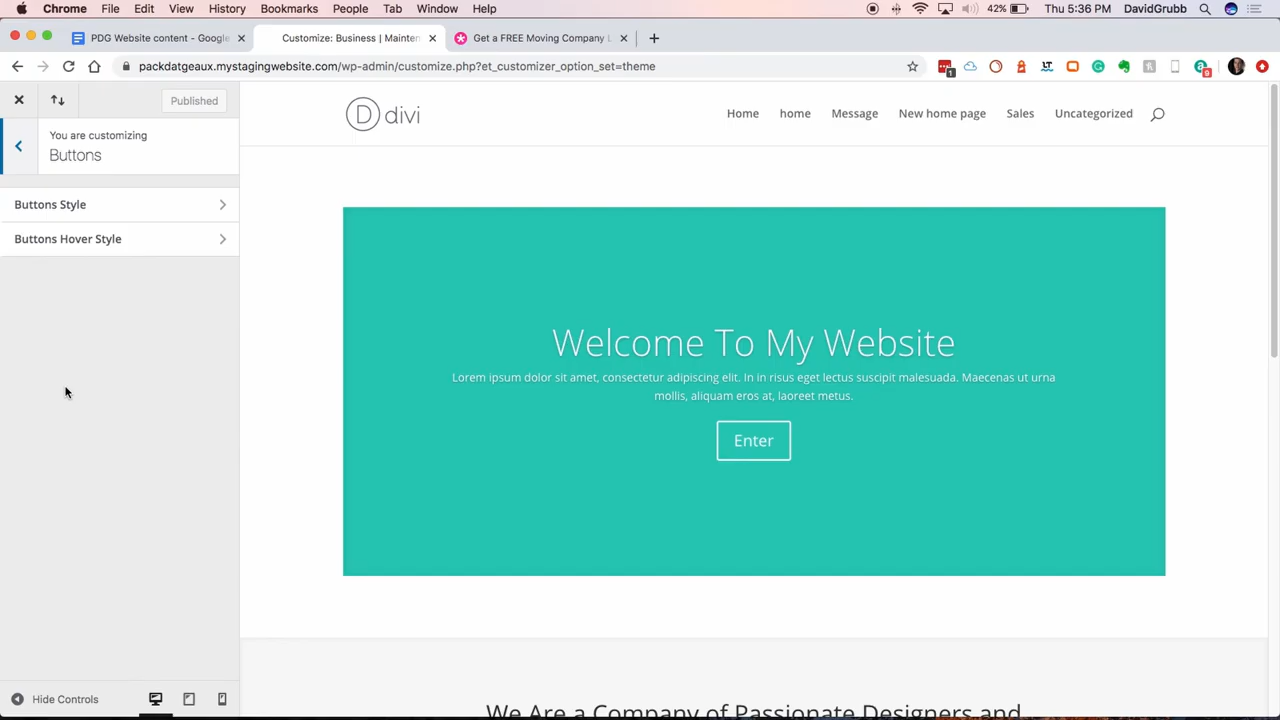 Chrome File Edit View History Bookmarks People Tab Window Help 42% Thu 5:36 PM DavidGrubb
PDG Website content - Google
Customize: Business | Mainten
Get a FREE Moving Company L
packdatgeaux.mystagingwebsite.com/wp-admin/customize.php?et_customizer_option_set=theme
1
9
Published
You are customizing
Buttons
Buttons Style
Buttons Hover Style
Hide Controls
D divi
Home home Message New home page Sales Uncategorized
Welcome To My Website
Lorem ipsum dolor sit amet, consectetur adipiscing elit. In in risus eget lectus suscipit malesuada. Maecenas ut urna
mollis, aliquam eros at, laoreet metus.
Enter
We Are a Company of Passionate Designers and